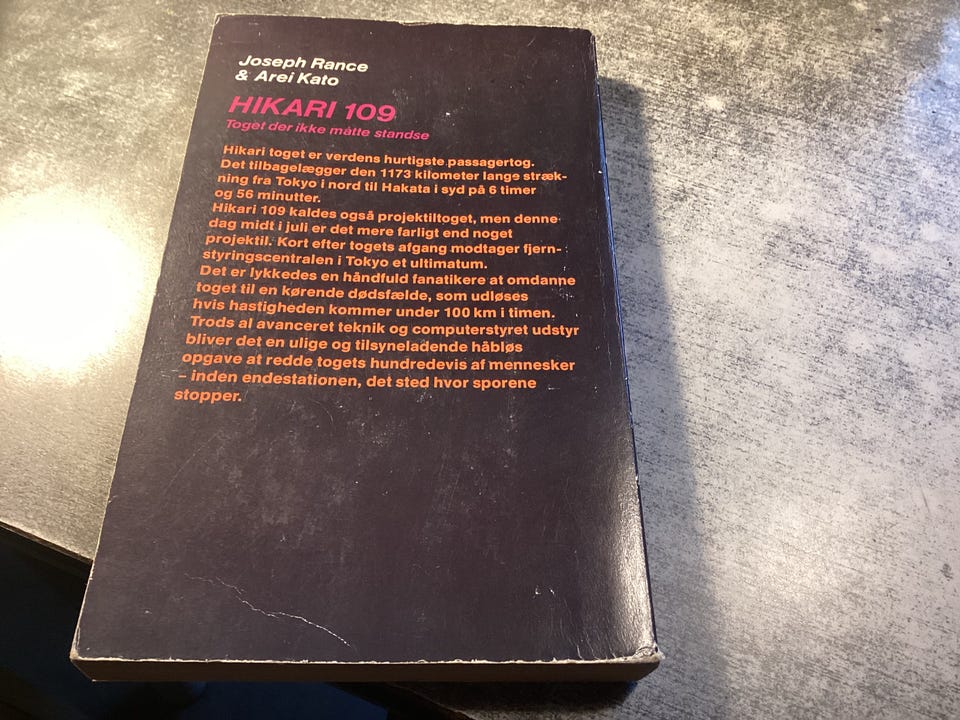 Joseph Rance
& Arei Kato
HIKARI 109
Toget der ikke måtte standse
Hikari toget er verdens hurtigste passagertog.
Det tilbagelægger den 1173 kilometer lange stræk-
ning fra Tokyo i nord til Hakata i syd på 6 timer
og 56 minutter.
Hikari 109 kaldes også projektiltoget, men denne
dag midt i juli er det mere farligt end noget
projektil. Kort efter togets afgang modtager fjern-
styringscentralen i Tokyo et ultimatum.
Det er lykkedes en håndfuld fanatikere at omdanne
toget til en kørende dødsfælde, som udløses
hvis hastigheden kommer under 100 km i timen.
Trods al avanceret teknik og computerstyret udstyr
bliver det en ulige og tilsyneladende håbløs
opgave at redde togets hundredevis af mennesker
– inden endestationen, det sted hvor sporene
stopper.